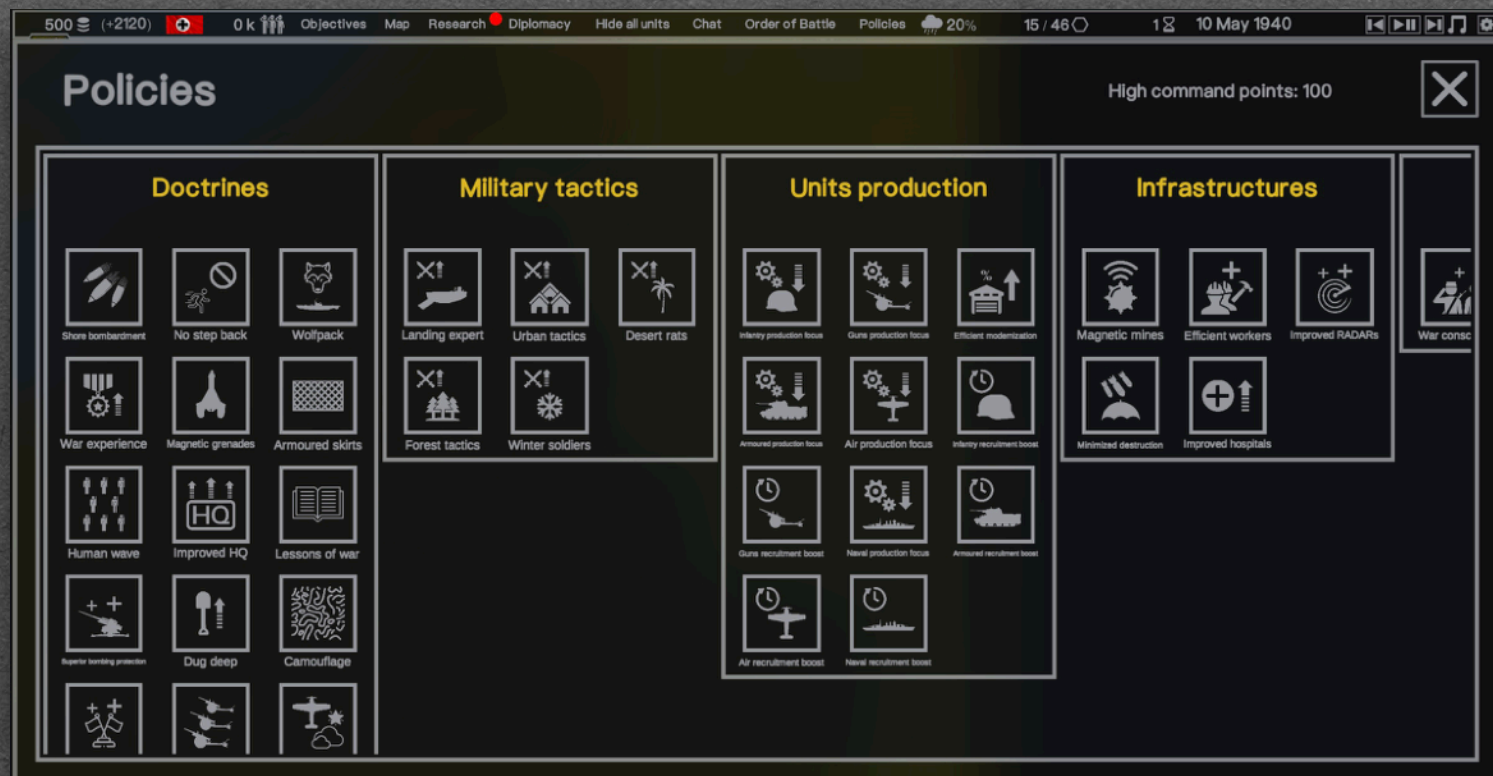 500 (+2120) 0 k Objectives Map Research Diplomacy Hide all units Chat Order of Battle Policies 20% 15 / 46 1 10 May 1940
Policies
High command points: 100
Doctrines
Shore bombardment No step back Wolfpack
War experience Magnetic grenades Armoured skirts
HQ
Human wave Improved HQ Lessons of war
Superior bombing protection Dug deep Camouflage
Military tactics
Landing expert Urban tactics Desert rats
Forest tactics Winter soldiers
Units production
%
Infantry production focus Guns production focus Efficient modernization
Armoured production focus Air production focus Infantry recruitment boost
Guns recruitment boost Naval production focus Armoured recruitment boost
Air recruitment boost Naval recruitment boost
Infrastructures
Magnetic mines Efficient workers Improved RADARs
Minimized destruction Improved hospitals
War consc